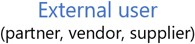 External user
(partner, vendor, supplier)